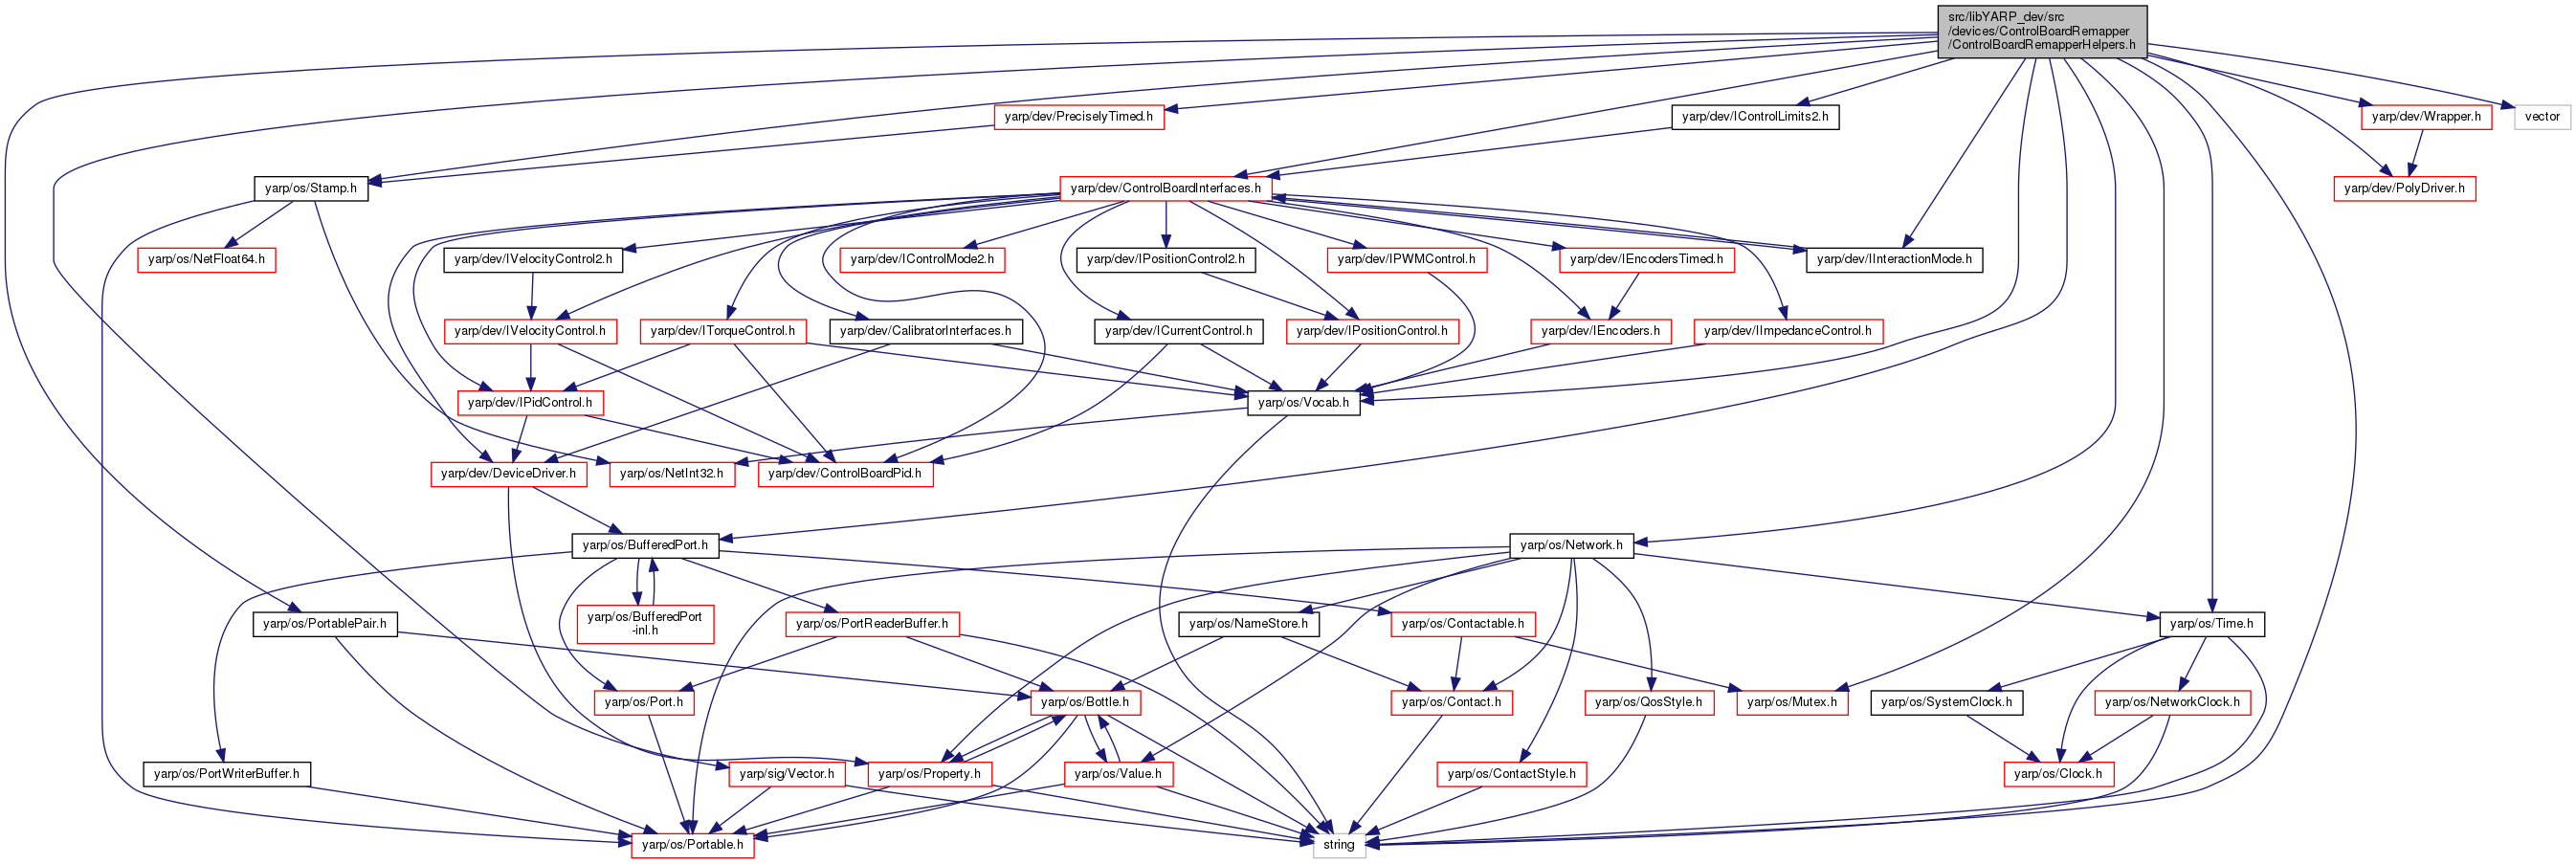 src/libYARP_dev/src
/devices/ControlBoardRemapper
/ControlBoardRemapperHelpers.h
yarp/dev/PreciselyTimed.h
yarp/dev/IControlLimits2.h
yarp/dev/Wrapper.h
vector
yarp/os/Stamp.h
yarp/dev/ControlBoardInterfaces.h
yarp/dev/PolyDriver.h
yarp/os/NetFloat64.h
yarp/dev/IVelocityControl2.h
yarp/dev/IControlMode2.h
yarp/dev/IPositionControl2.h
yarp/dev/IPWMControl.h
yarp/dev/IEncodersTimed.h
yarp/dev/IInteractionMode.h
yarp/dev/IVelocityControl.h
yarp/dev/ITorqueControl.h
yarp/dev/CalibratorInterfaces.h
yarp/dev/ICurrentControl.h
yarp/dev/IPositionControl.h
yarp/dev/IEncoders.h
yarp/dev/IImpedanceControl.h
yarp/dev/IPidControl.h
yarp/os/Vocab.h
yarp/dev/DeviceDriver.h
yarp/os/NetInt32.h
yarp/dev/ControlBoardPid.h
yarp/os/BufferedPort.h
yarp/os/Network.h
yarp/os/PortablePair.h
yarp/os/BufferedPort
-inl.h
yarp/os/PortReaderBuffer.h
yarp/os/NameStore.h
yarp/os/Contactable.h
yarp/os/Time.h
yarp/os/Port.h
yarp/os/Bottle.h
yarp/os/Contact.h
yarp/os/QosStyle.h
yarp/os/Mutex.h
yarp/os/SystemClock.h
yarp/os/NetworkClock.h
yarp/os/PortWriterBuffer.h
yarp/sig/Vector.h
yarp/os/Property.h
yarp/os/Value.h
yarp/os/ContactStyle.h
yarp/os/Clock.h
yarp/os/Portable.h
string